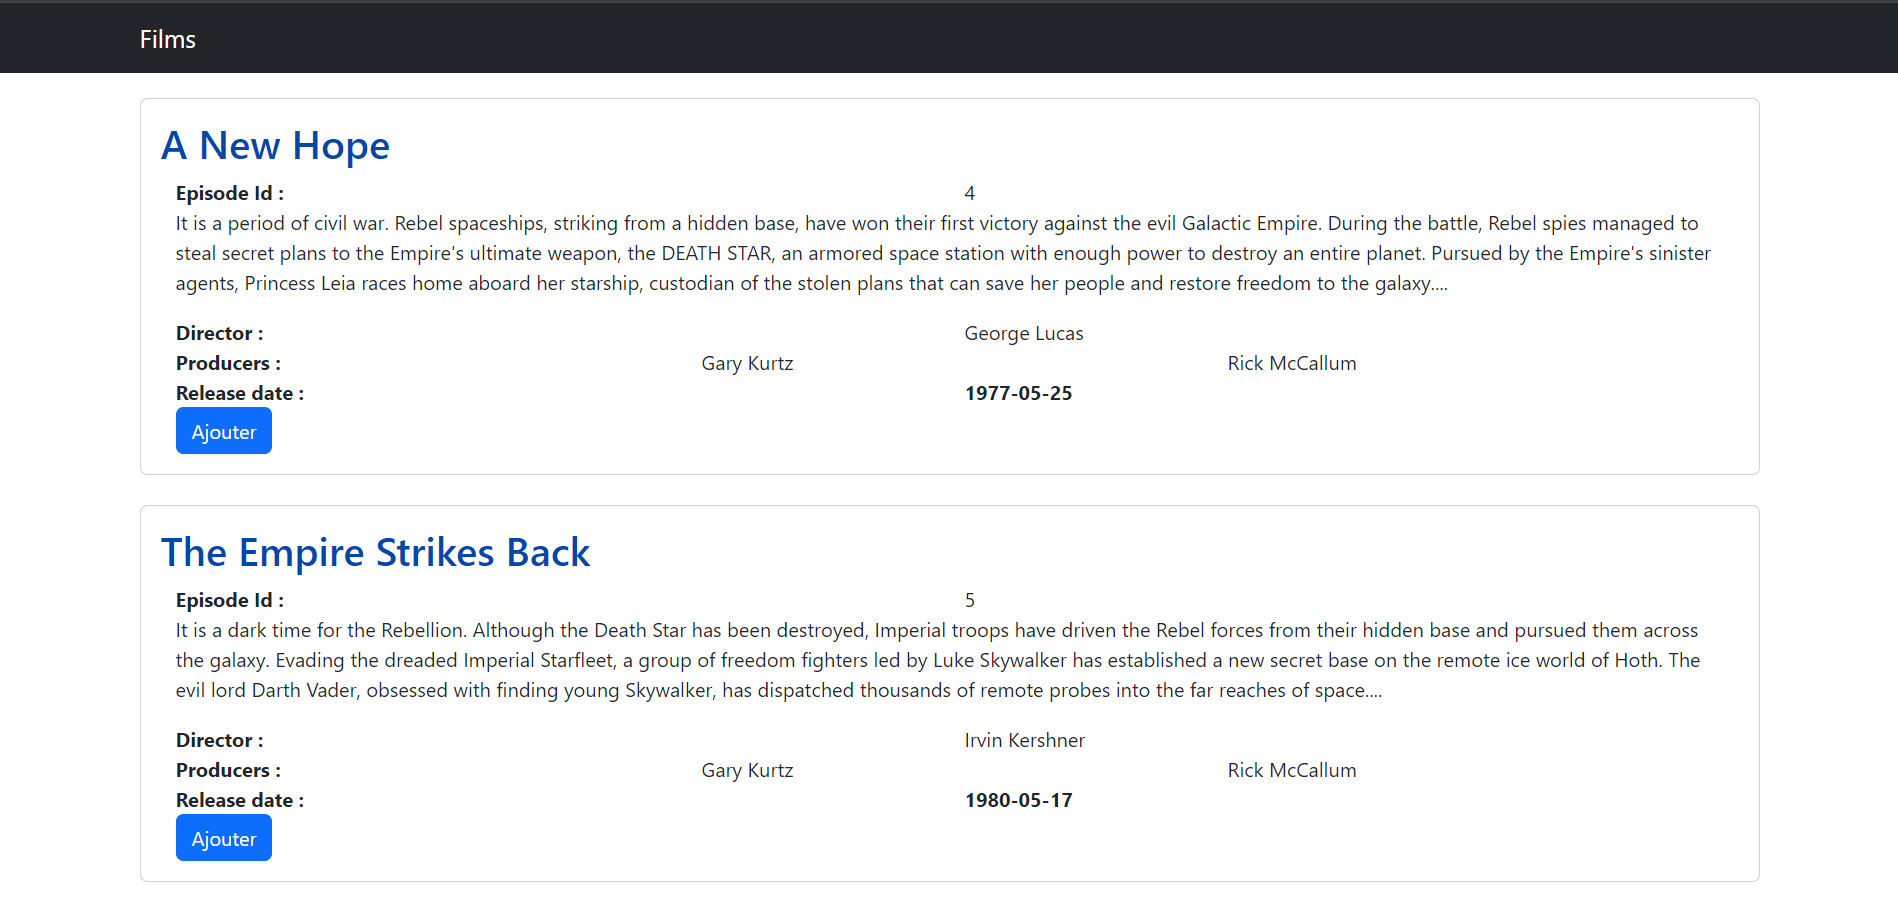 Films
A New Hope
Episode Id : 4
It is a period of civil war. Rebel spaceships, striking from a hidden base, have won their first victory against the evil Galactic Empire. During the battle, Rebel spies managed to
steal secret plans to the Empire's ultimate weapon, the DEATH STAR, an armored space station with enough power to destroy an entire planet. Pursued by the Empire's sinister
agents, Princess Leia races home aboard her starship, custodian of the stolen plans that can save her people and restore freedom to the galaxy....
Director : George Lucas
Producers : Gary Kurtz Rick McCallum
Release date : 1977-05-25
Ajouter
The Empire Strikes Back
Episode Id : 5
It is a dark time for the Rebellion. Although the Death Star has been destroyed, Imperial troops have driven the Rebel forces from their hidden base and pursued them across
the galaxy. Evading the dreaded Imperial Starfleet, a group of freedom fighters led by Luke Skywalker has established a new secret base on the remote ice world of Hoth. The
evil lord Darth Vader, obsessed with finding young Skywalker, has dispatched thousands of remote probes into the far reaches of space....
Director : Irvin Kershner
Producers : Gary Kurtz Rick McCallum
Release date : 1980-05-17
Ajouter